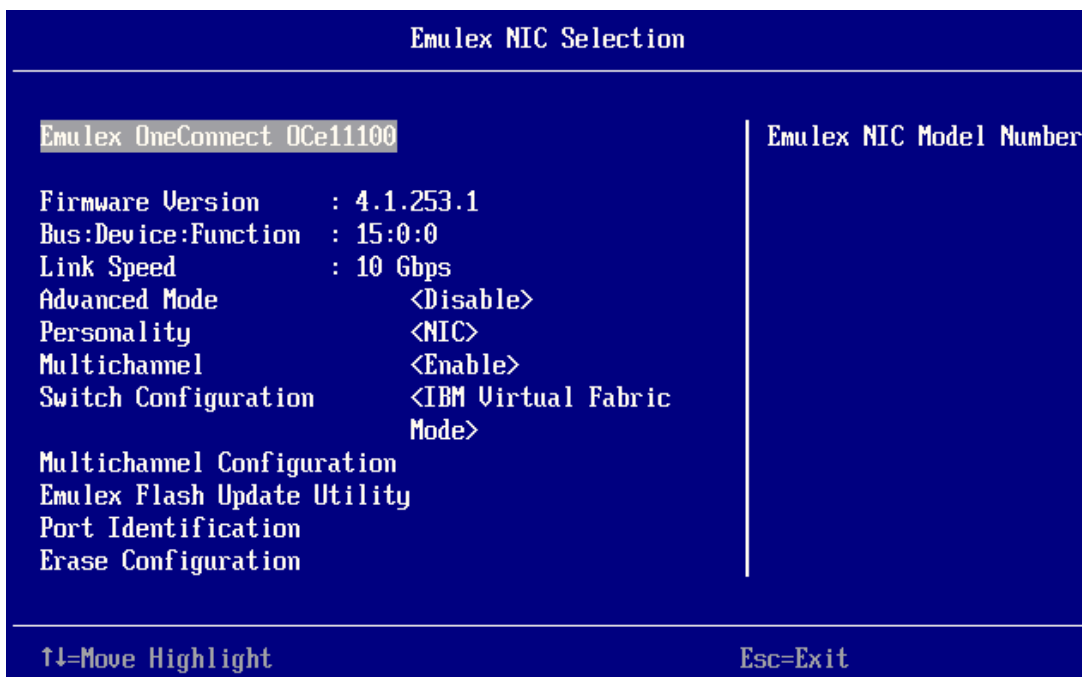 Emulex NIC Selection
Emulex OneConnect OCe11100
Emulex NIC Model Number
Firmware Version : 4.1.253.1
Bus:Device:Function : 15:0:0
Link Speed : 10 Gbps
Advanced Mode <Disable>
Personality <NIC>
Multichannel <Enable>
Switch Configuration <IBM Virtual Fabric
Mode>
Multichannel Configuration
Emulex Flash Update Utility
Port Identification
Erase Configuration
↑↓=Move Highlight Esc=Exit